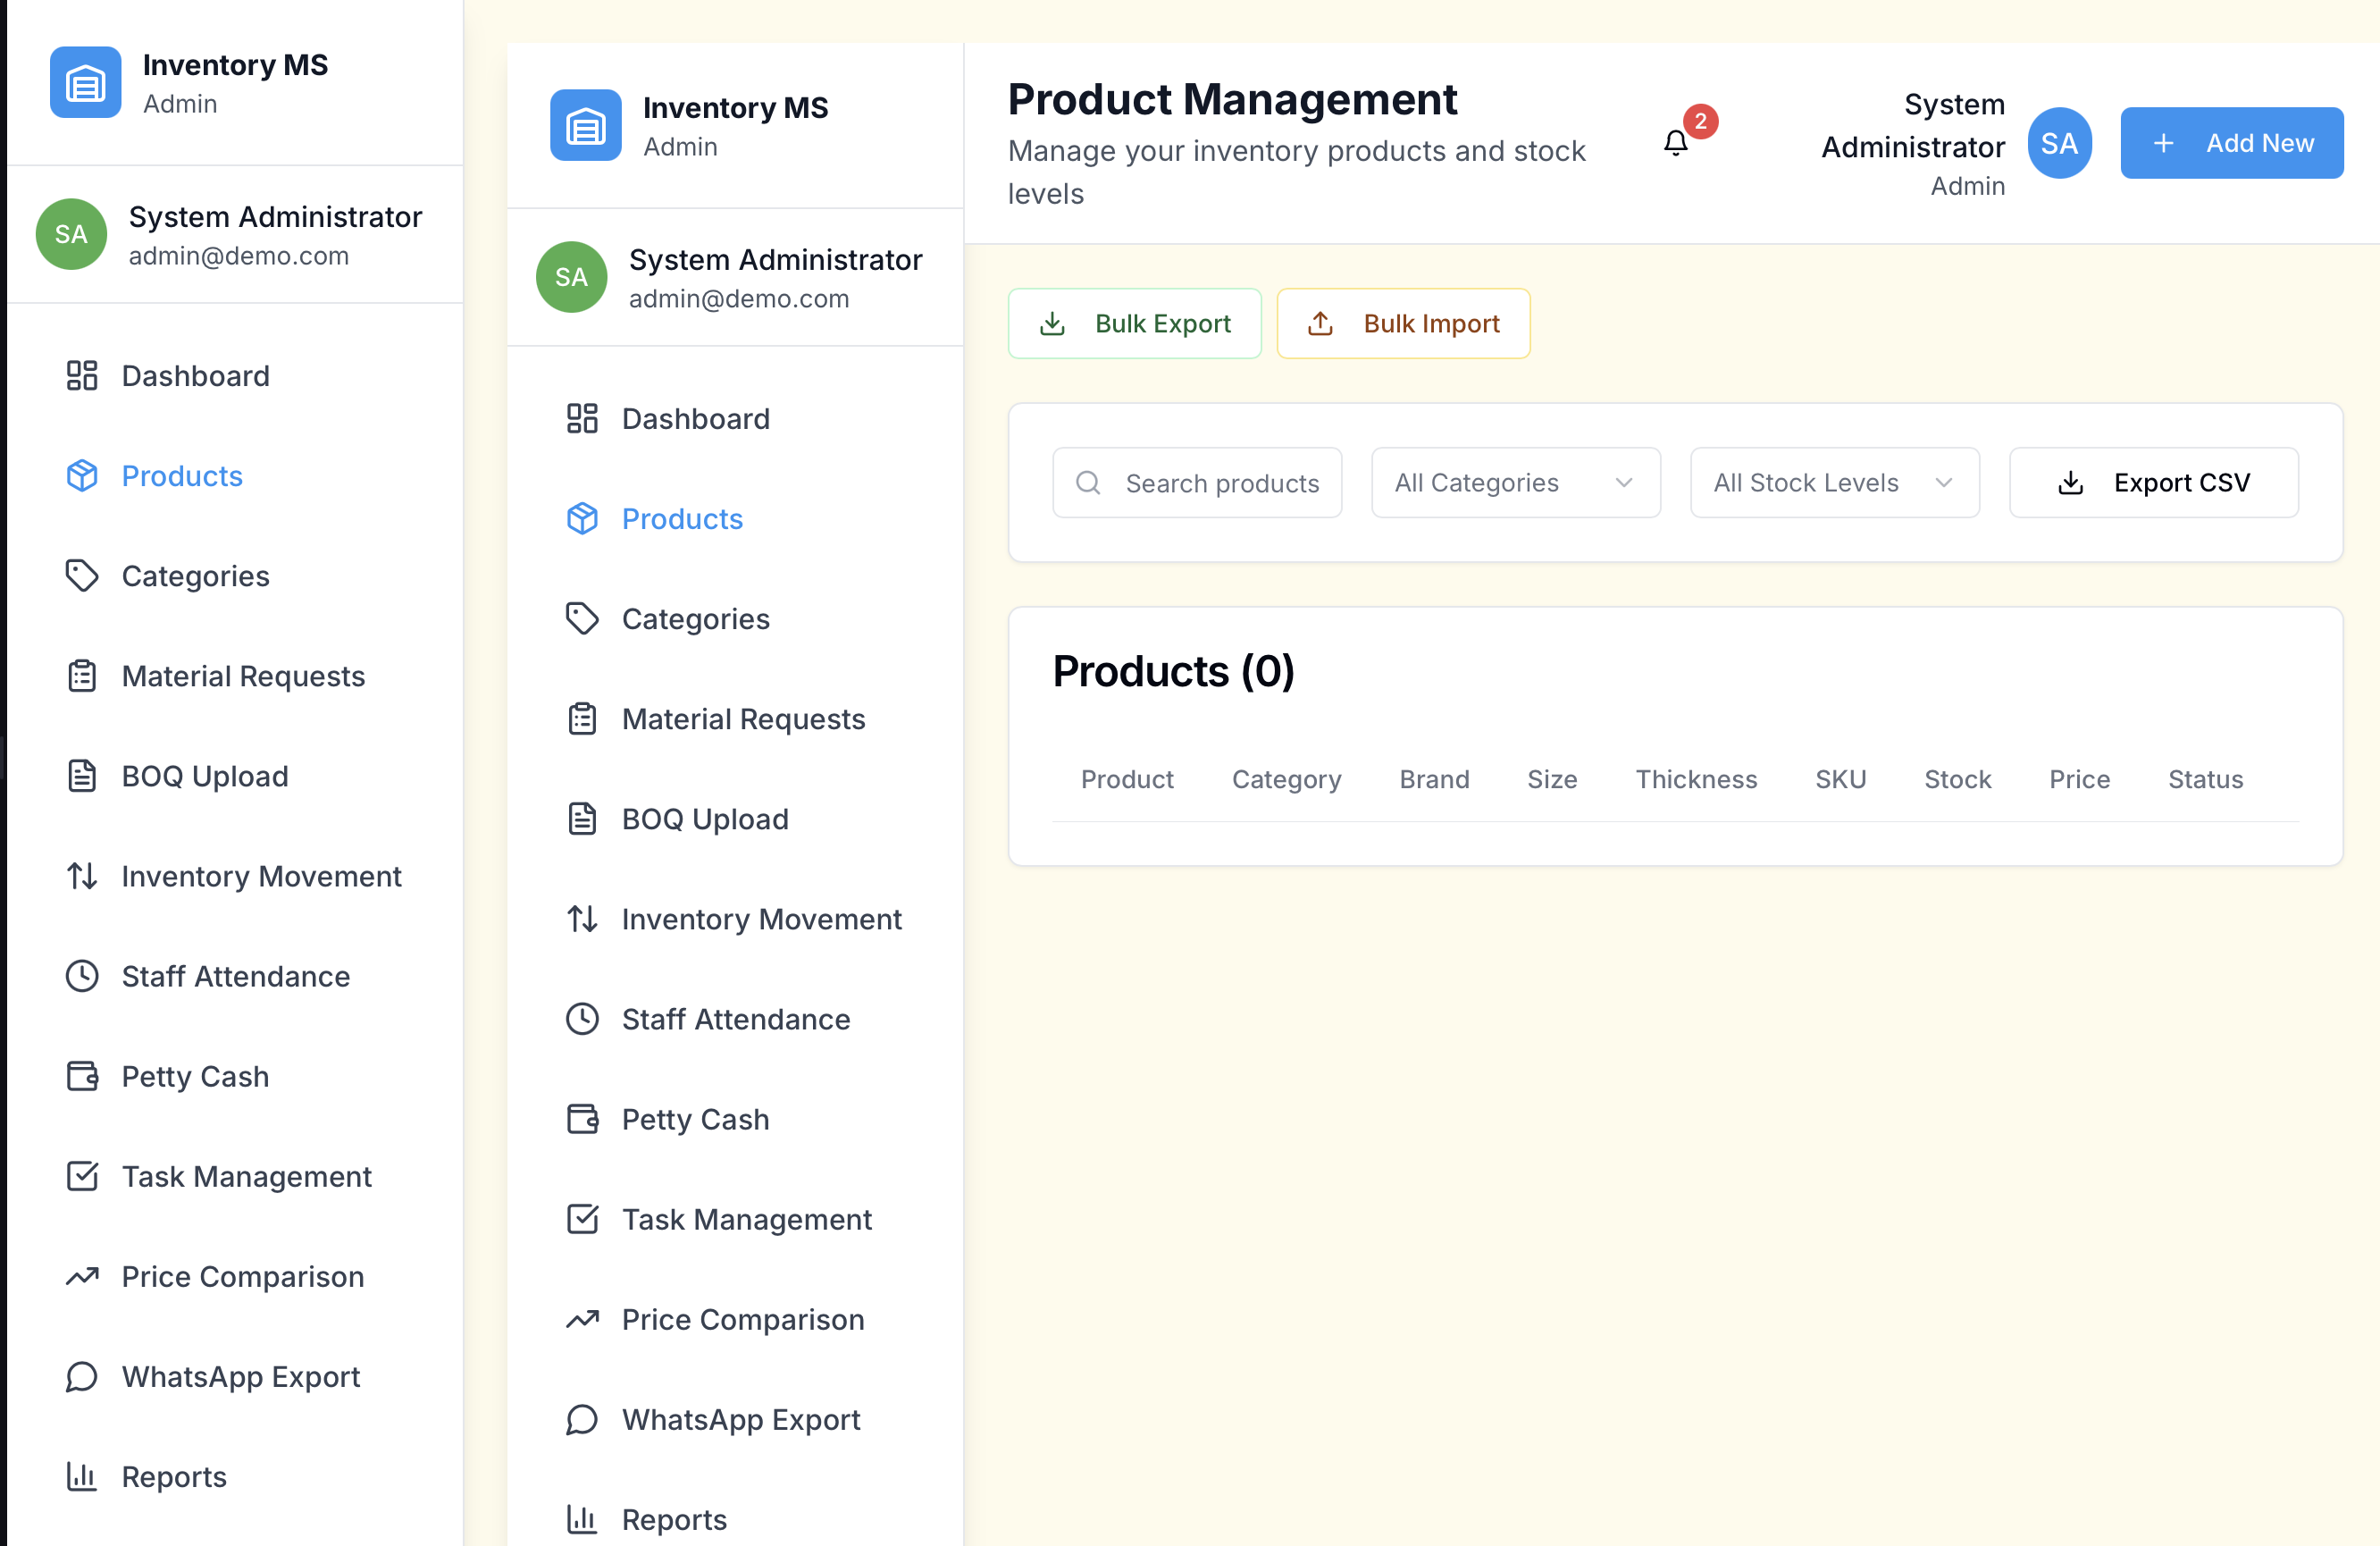 Inventory MS
Admin
SA
System Administrator
admin@demo.com
Dashboard
Products
Categories
Material Requests
BOQ Upload
Inventory Movement
Staff Attendance
Petty Cash
Task Management
Price Comparison
WhatsApp Export
Reports
Inventory MS
Admin
SA
System Administrator
admin@demo.com
Dashboard
Products
Categories
Material Requests
BOQ Upload
Inventory Movement
Staff Attendance
Petty Cash
Task Management
Price Comparison
WhatsApp Export
Reports
Product Management
Manage your inventory products and stock
levels
2
System
Administrator
Admin
SA
Add New
Bulk Export
Bulk Import
Search products
All Categories
All Stock Levels
Export CSV
Products (0)
Product Category Brand Size Thickness SKU Stock Price Status